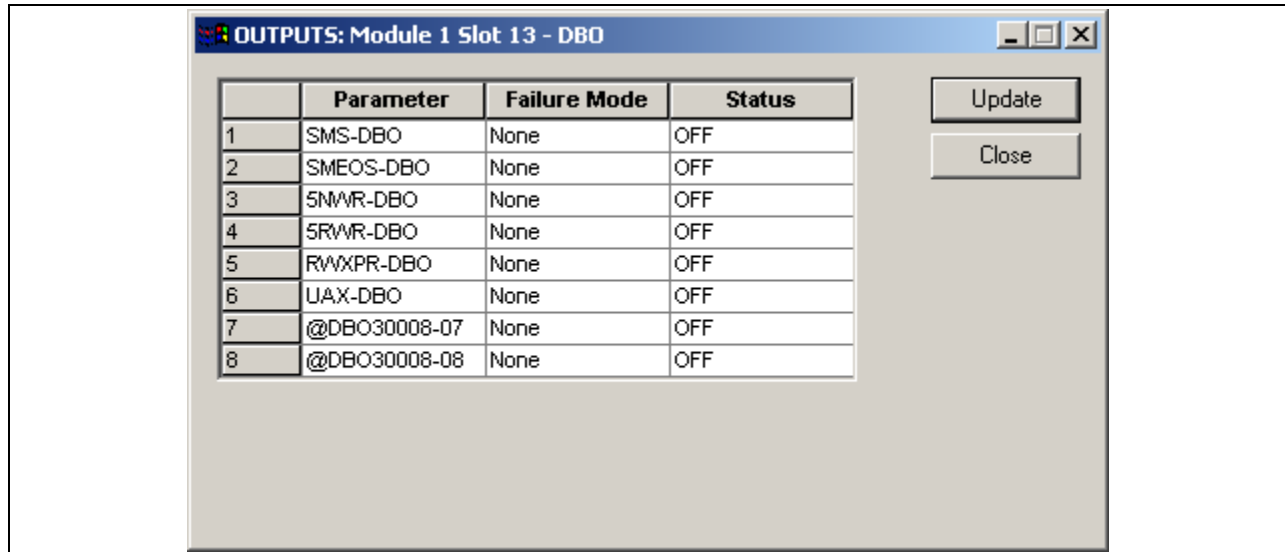 OUTPUTS: Module 1 Slot 13 - DBO
Parameter Failure Mode Status
1 SMS-DBO None OFF
2 SMEOS-DBO None OFF
3 5NWR-DBO None OFF
4 5RWR-DBO None OFF
5 RWXPR-DBO None OFF
6 UAX-DBO None OFF
7 @DBO30008-07 None OFF
8 @DBO30008-08 None OFF
Update
Close